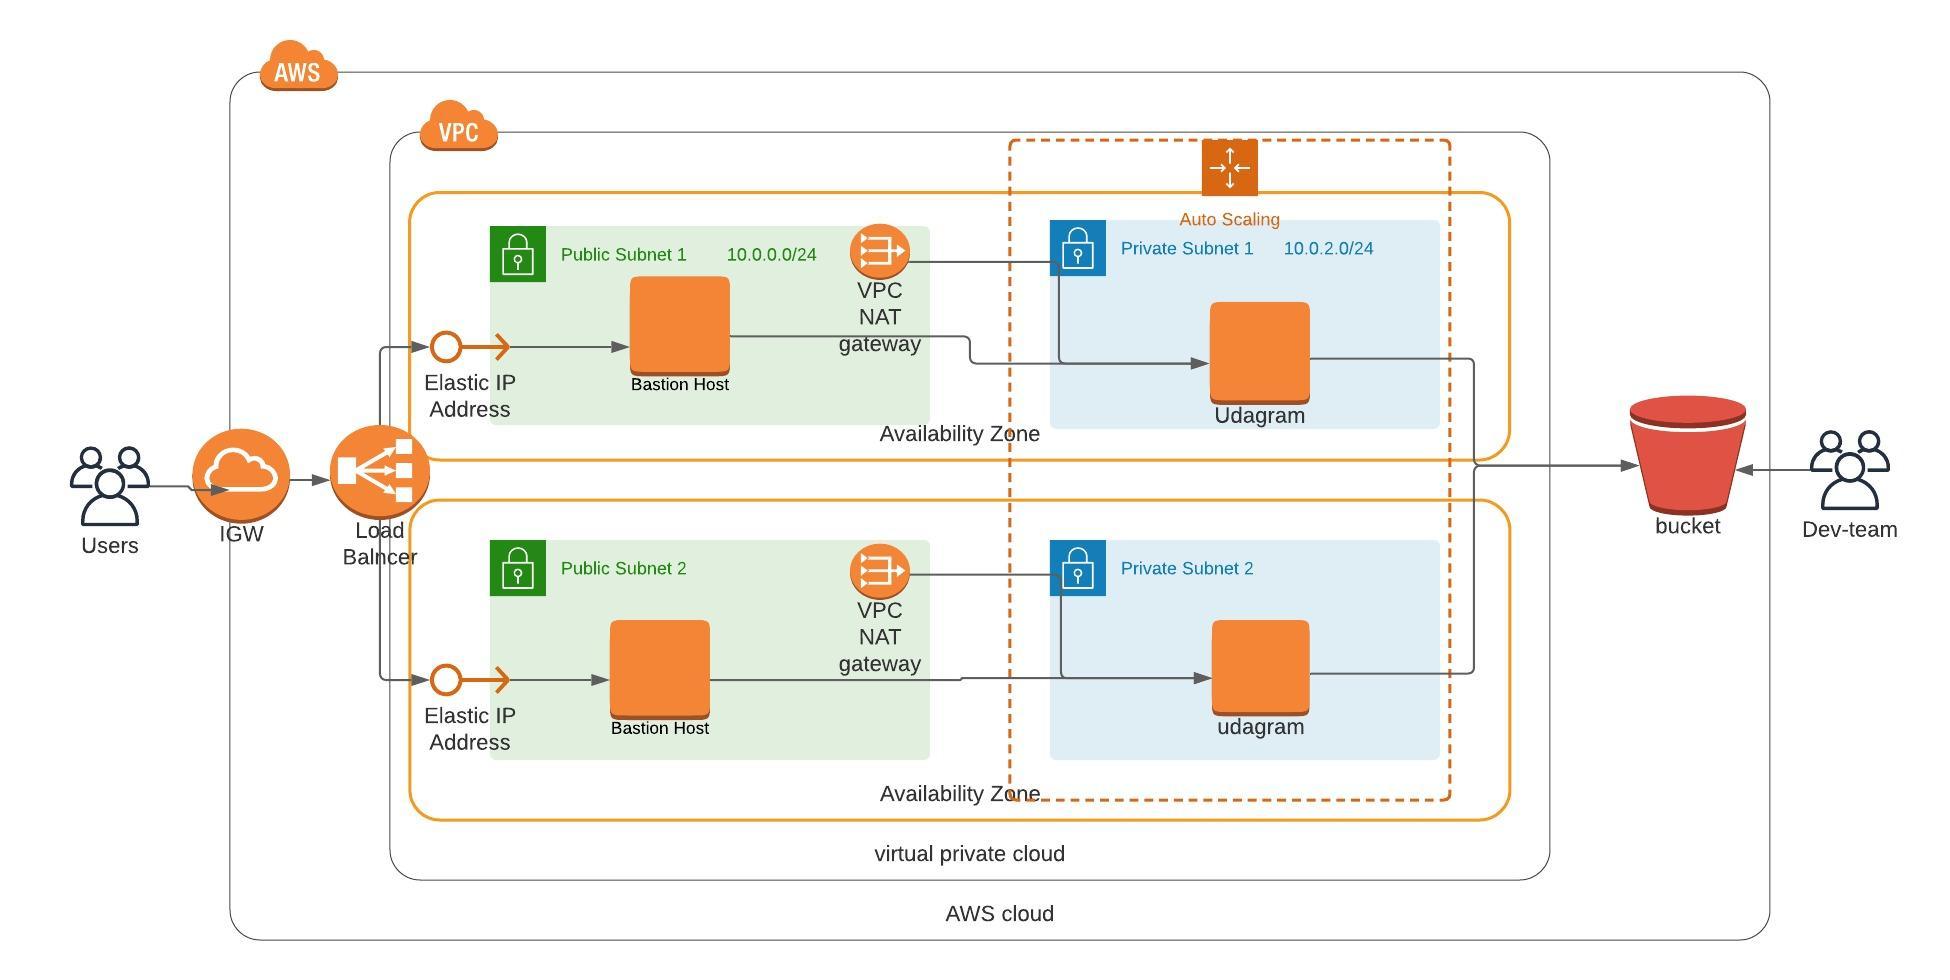 AWS
VPC
Auto Scaling
Public Subnet 1 10.0.0.0/24
Private Subnet 1 10.0.2.0/24
VPC
NAT
gateway
Elastic IP
Address
Bastion Host
Udagram
Availability Zone
Users
IGW
Load
Balncer
bucket
Dev-team
Public Subnet 2
Private Subnet 2
VPC
NAT
gateway
Elastic IP
Address
Bastion Host
udagram
Availability Zone
virtual private cloud
AWS cloud